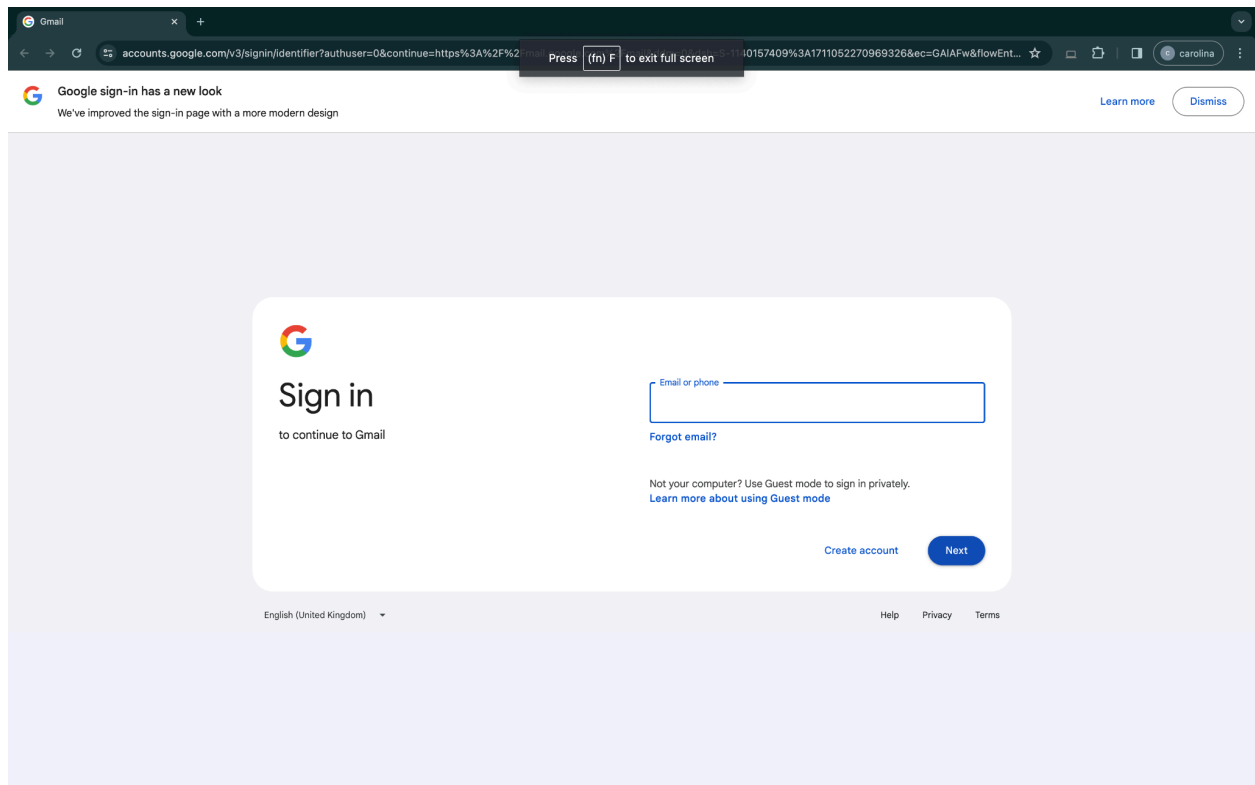 Gmail
accounts.google.com/v3/signin/identifier?authuser=0&continue=https%3A%2F%2 40157409%3A1711052270969326&ec=GAIAFw&flowEnt...
carolina
Press (fn) F to exit full screen
Google sign-in has a new look
We've improved the sign-in page with a more modern design
Learn more
Dismiss
Sign in
to continue to Gmail
Email or phone
Forgot email?
Not your computer? Use Guest mode to sign in privately.
Learn more about using Guest mode
Create account
Next
English (United Kingdom)
Help Privacy Terms